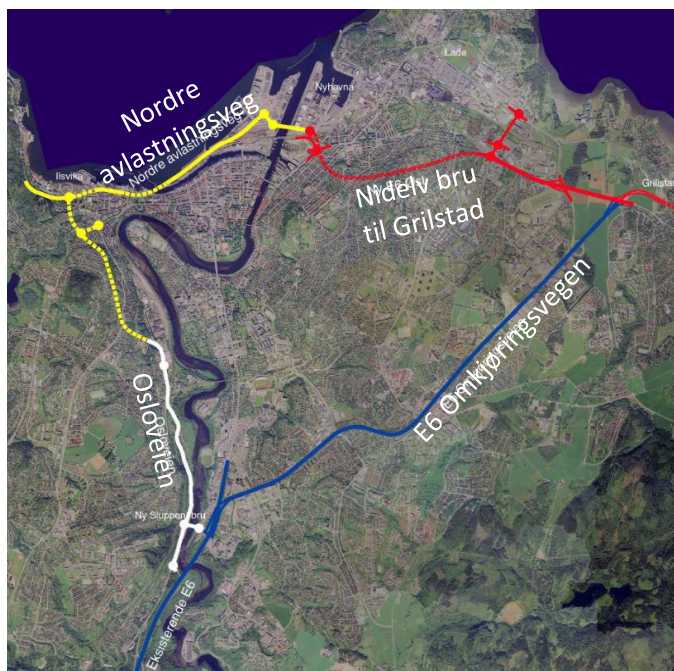 Lade
Nordre
avlastningsveg
Nyhavna
Ilsvika
Nordre avlastningsveg
Nidelv bru
til Grilstad
Grilstad
E6 Omkjøringsvegen
Osloveien
Ny Sluppen bru
Eksisterende E6